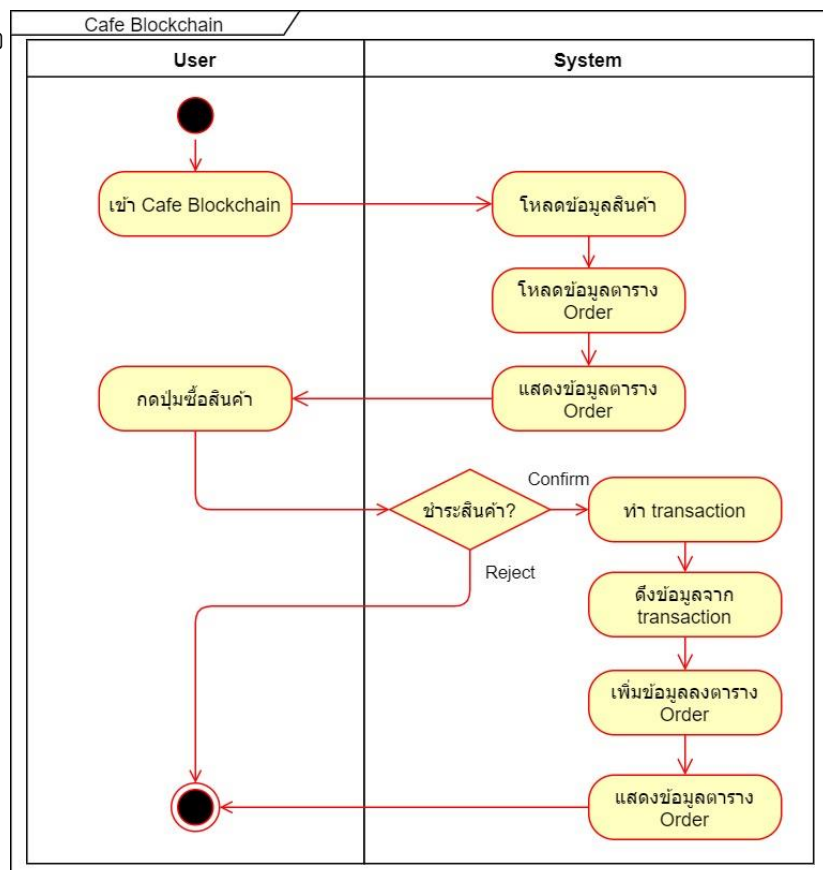 Cafe Blockchain
User
System
เข้า Cafe Blockchain
โหลดข้อมูลสินค้า
โหลดข้อมูลตาราง
Order
แสดงข้อมูลตาราง
Order
กดปุ่มซื้อสินค้า
ชำระสินค้า?
Confirm
Reject
ทำ transaction
ดึงข้อมูลจาก
transaction
เพิ่มข้อมูลลงตาราง
Order
แสดงข้อมูลตาราง
Order